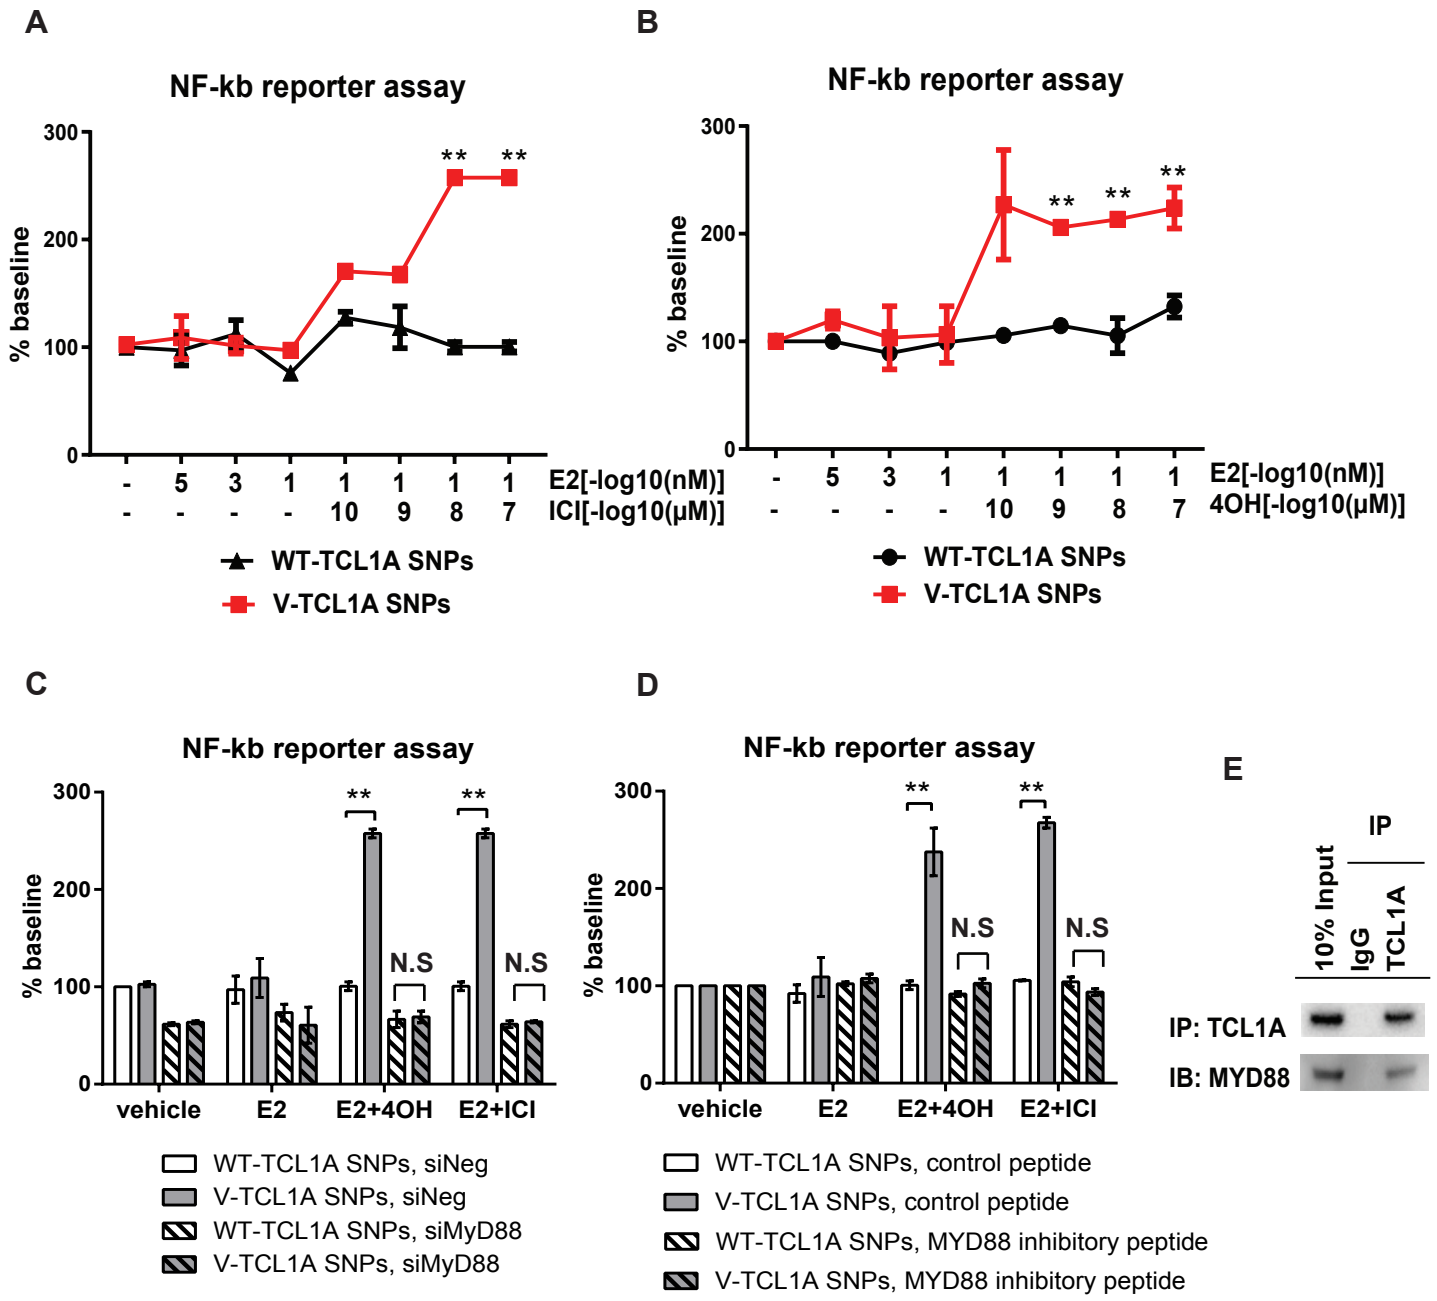 A
NF-kb reporter assay
% baseline
300
200
100
0
** **
- 5 3 1 1 1 1 1 E2[-log10(nM)]
- - - - 10 9 8 7 ICI[-log10(µM)]
WT-TCL1A SNPs
V-TCL1A SNPs
B
NF-kb reporter assay
% baseline
300
200
100
0
** ** **
- 5 3 1 1 1 1 1 E2[-log10(nM)]
- - - - 10 9 8 7 4OH[-log10(µM)]
WT-TCL1A SNPs
V-TCL1A SNPs
C
NF-kb reporter assay
% baseline
300
200
100
0
** **
N.S N.S
vehicle E2 E2+4OH E2+ICI
WT-TCL1A SNPs, siNeg
V-TCL1A SNPs, siNeg
WT-TCL1A SNPs, siMyD88
V-TCL1A SNPs, siMyD88
D
NF-kb reporter assay
% baseline
300
200
100
0
** **
N.S N.S
vehicle E2 E2+4OH E2+ICI
WT-TCL1A SNPs, control peptide
V-TCL1A SNPs, control peptide
WT-TCL1A SNPs, MYD88 inhibitory peptide
V-TCL1A SNPs, MYD88 inhibitory peptide
E
IP
10% Input
IgG
TCL1A
IP: TCL1A
IB: MYD88